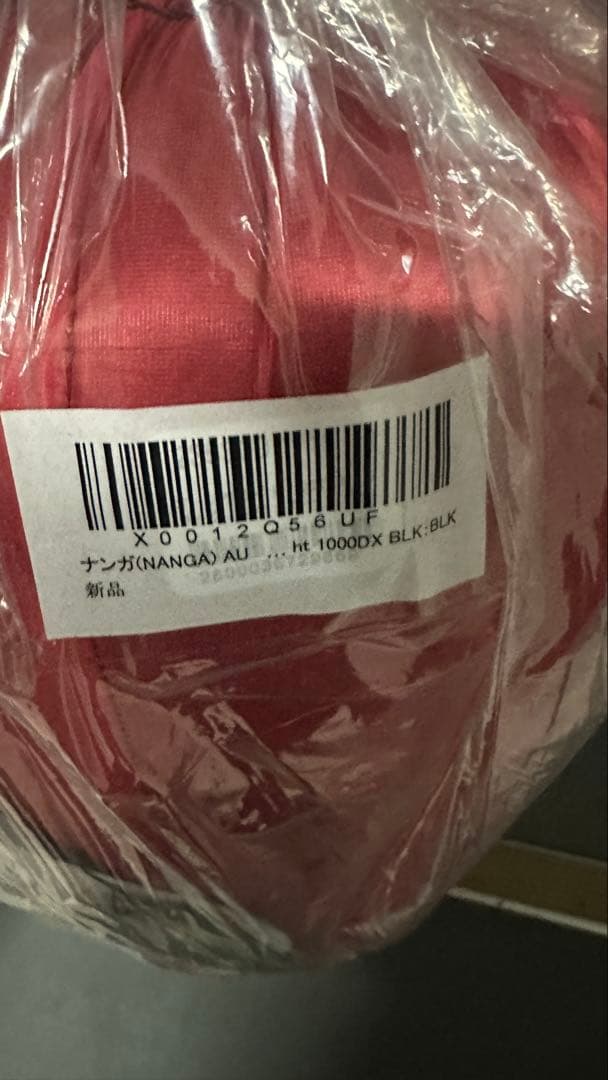 X0012Q56UF
ナンガ(NANGA) AU ... ht 1000DX BLK:BLK
新品